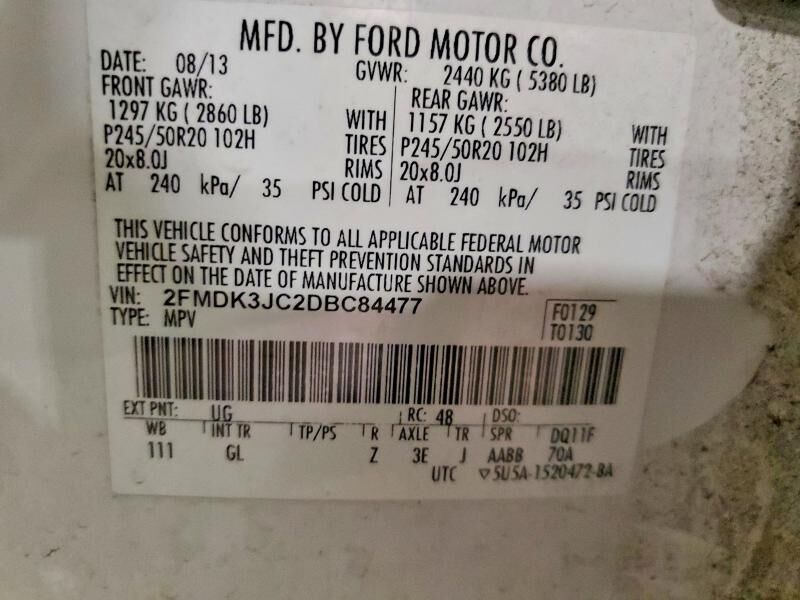 MFD. BY FORD MOTOR CO.
DATE: 08/13 GVWR: 2440 KG ( 5380 LB)
FRONT GAWR: REAR GAWR:
1297 KG ( 2860 LB) WITH 1157 KG ( 2550 LB) WITH
P245/50R20 102H TIRES P245/50R20 102H TIRES
20x8.0J RIMS 20x8.0J RIMS
AT 240 kPa/ 35 PSI COLD AT 240 kPa/ 35 PSI COLD
THIS VEHICLE CONFORMS TO ALL APPLICABLE FEDERAL MOTOR
VEHICLE SAFETY AND THEFT PREVENTION STANDARDS IN
EFFECT ON THE DATE OF MANUFACTURE SHOWN ABOVE.
VIN: 2FMDK3JC2DBC84477 F0129
TYPE: MPV T0130
EXT PNT: UG RC: 48 DSO:
WB INT TR TP/PS R AXLE TR SPR DQ11F
111 GL Z 3E J AABB 70A
UTC ▽5U5A-1520472-BA